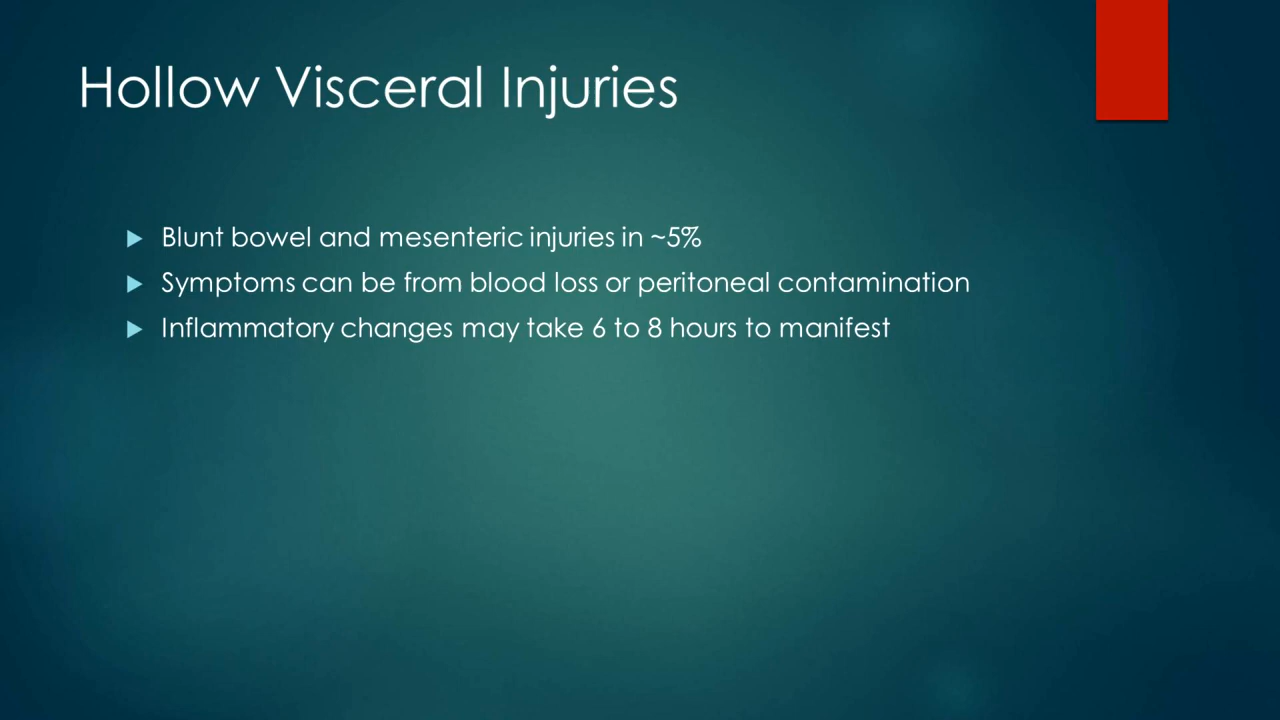 Hollow Visceral Injuries
Blunt bowel and mesenteric injuries in ~5%
Symptoms can be from blood loss or peritoneal contamination
Inflammatory changes may take 6 to 8 hours to manifest